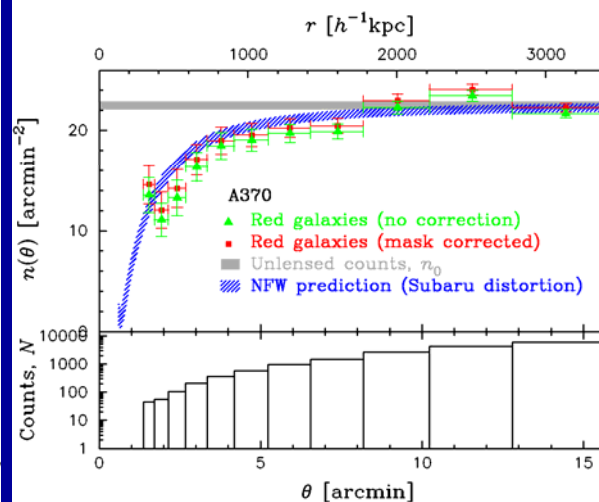 r [h⁻¹kpc]
0 1000 2000 3000
n(θ) [arcmin⁻²]
20
10
0
A370
Red galaxies (no correction)
Red galaxies (mask corrected)
Unlensed counts, n₀
NFW prediction (Subaru distortion)
Counts, N
10000
1000
100
10
1
0 5 10 15
θ [arcmin]